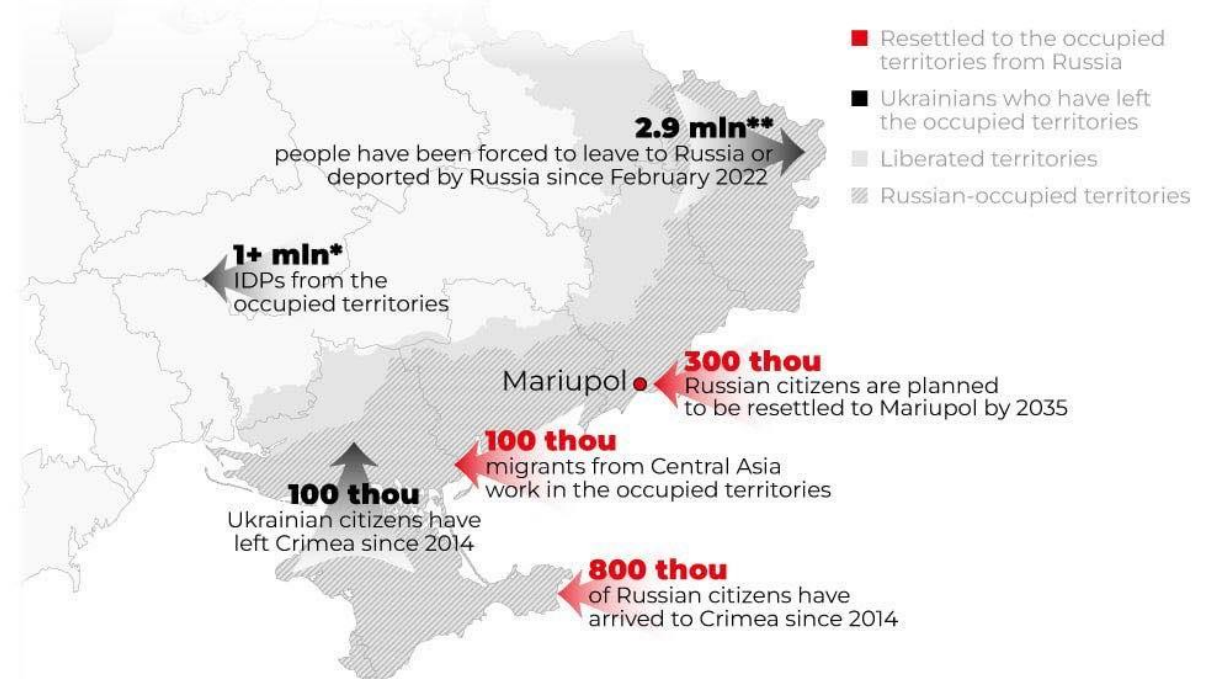 Resettled to the occupied
territories from Russia
Ukrainians who have left
the occupied territories
Liberated territories
Russian-occupied territories
2.9 mln**
people have been forced to leave to Russia or
deported by Russia since February 2022
1+ mln*
IDPs from the
occupied territories
Mariupol
300 thou
Russian citizens are planned
to be resettled to Mariupol by 2035
100 thou
migrants from Central Asia
work in the occupied territories
100 thou
Ukrainian citizens have
left Crimea since 2014
800 thou
of Russian citizens have
arrived to Crimea since 2014